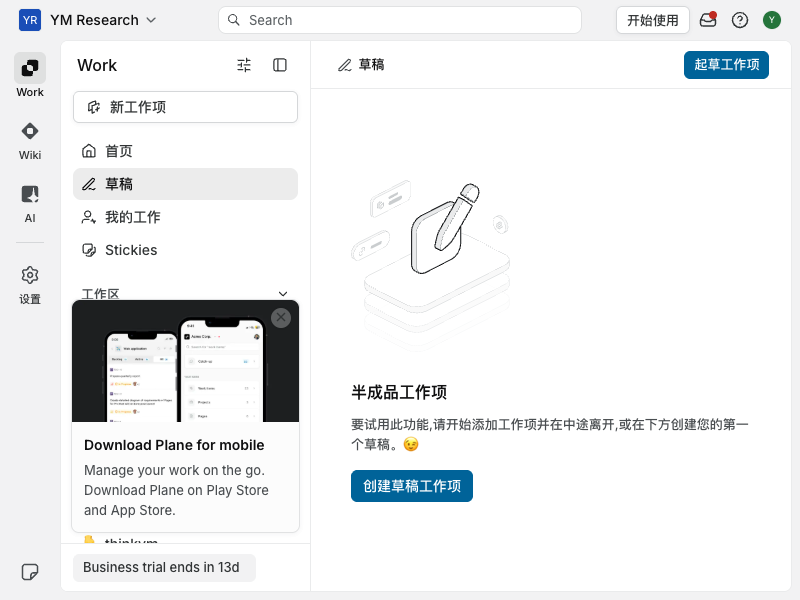 YR YM Research
Search
开始使用
Y
Work
Wiki
AI
设置
Work
新工作项
首页
草稿
我的工作
Stickies
工作区
Download Plane for mobile
Manage your work on the go.
Download Plane on Play Store
and App Store.
thinkym
Business trial ends in 13d
草稿
起草工作项
半成品工作项
要试用此功能,请开始添加工作项并在中途离开,或在下方创建您的第一
个草稿。😉
创建草稿工作项